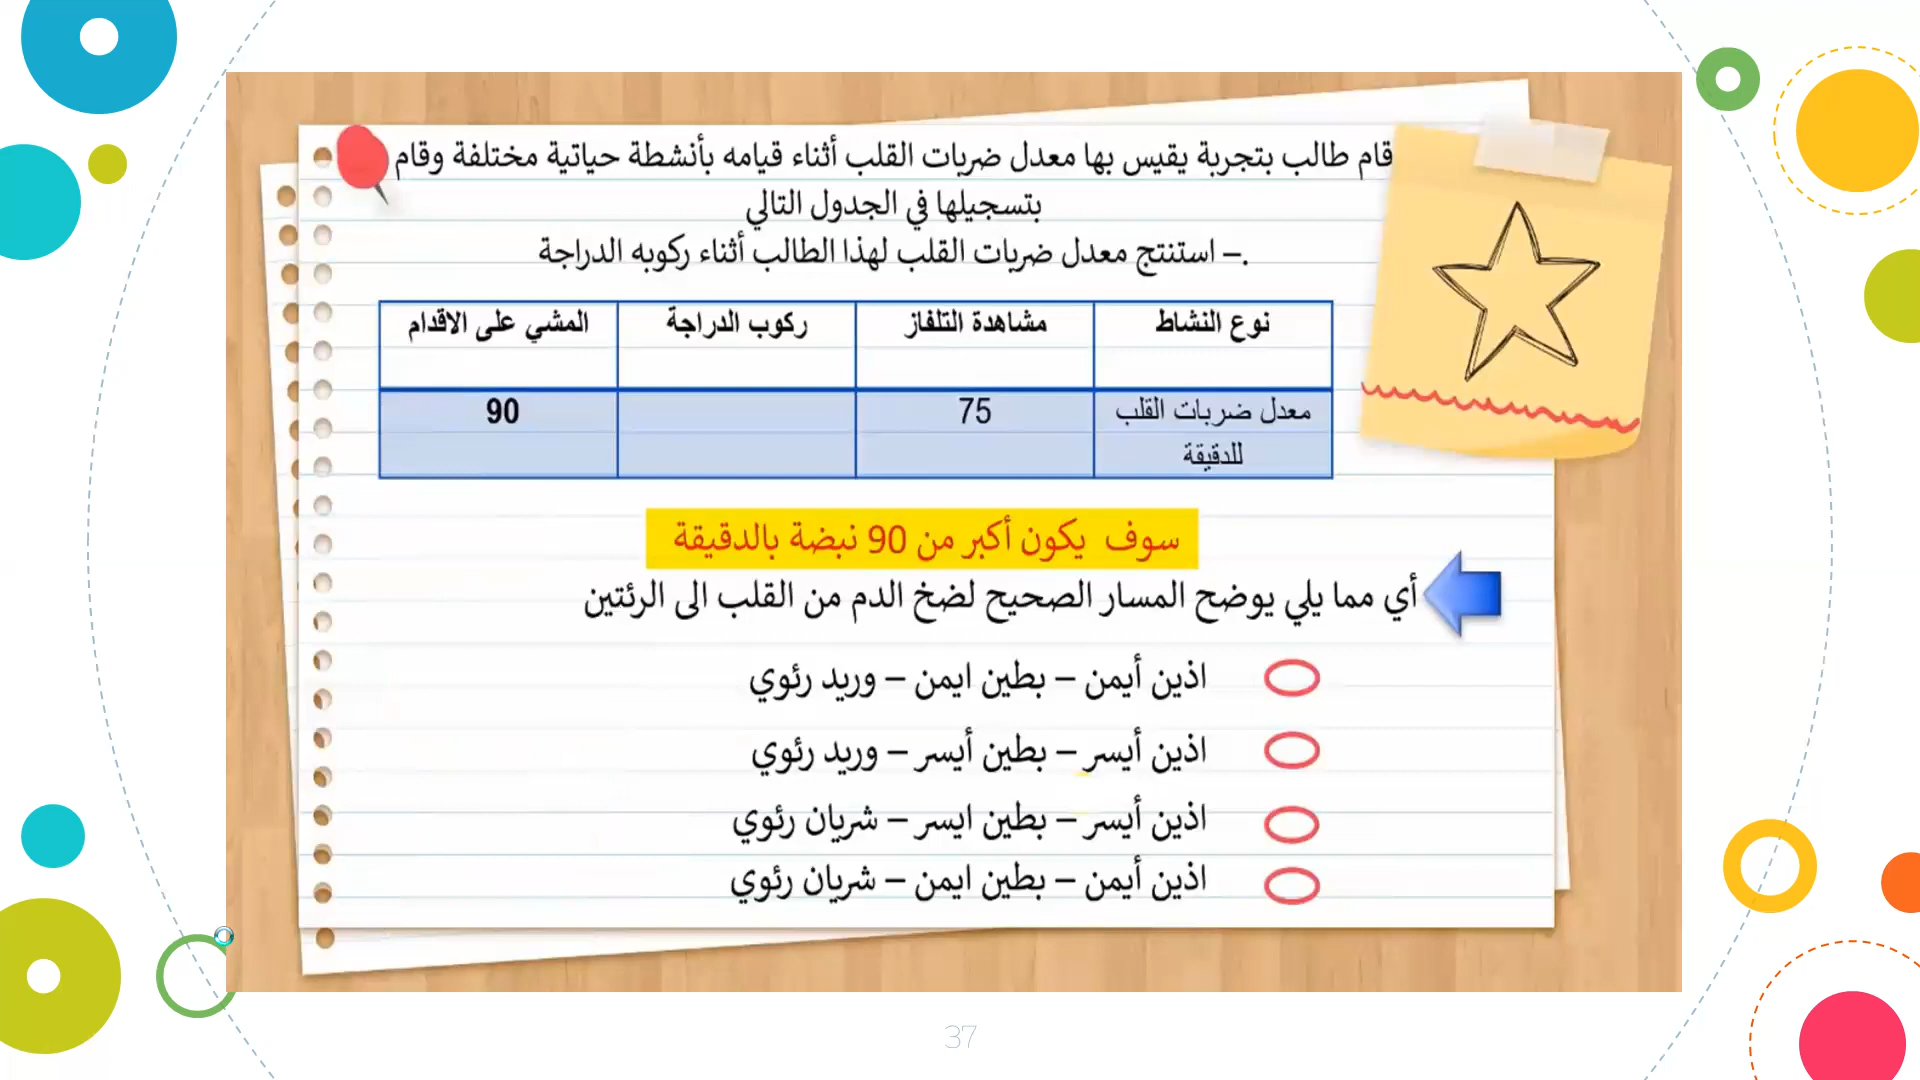 قام طالب بتجربة يقيس بها معدل ضربات القلب أثناء قيامه بأنشطة حياتية مختلفة وقام
بتسجيلها في الجدول التالي
.– استنتج معدل ضربات القلب لهذا الطالب أثناء ركوبه الدراجة
نوع النشاط مشاهدة التلفاز ركوب الدراجة المشي على الاقدام
معدل ضربات القلب 75 90
للدقيقة
سوف يكون أكبر من 90 نبضة بالدقيقة
أي مما يلي يوضح المسار الصحيح لضخ الدم من القلب الى الرئتين
اذين أيمن – بطين ايمن – وريد رئوي
اذين أيسر – بطين أيسر – وريد رئوي
اذين أيسر – بطين ايسر – شريان رئوي
اذين أيمن – بطين ايمن – شريان رئوي
37